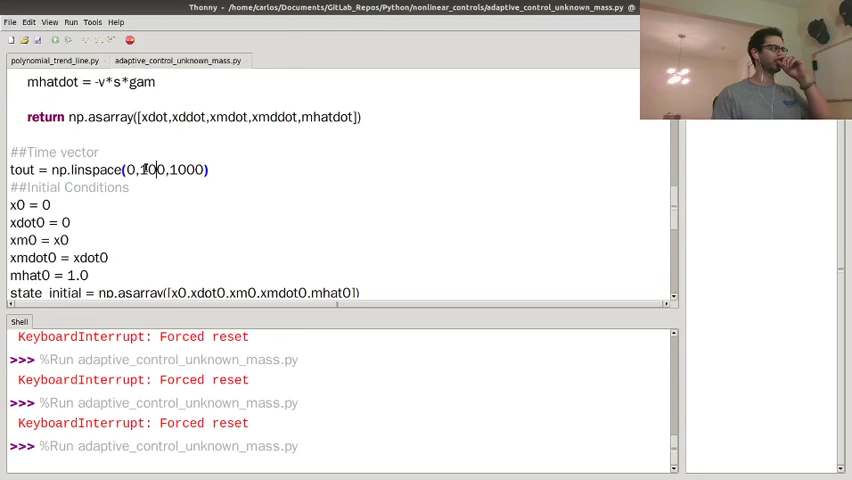 Thonny - /home/carlos/Documents/GitLab_Repos/Python/nonlinear_controls/adaptive_control_unknown_mass.py @
File Edit View Run Tools Help
polynomial_trend_line.py adaptive_control_unknown_mass.py
mhatdot = -v*s*gam
return np.asarray([xdot,xddot,xmdot,xmddot,mhatdot])
##Time vector
tout = np.linspace(0,100,1000)
##Initial Conditions
x0 = 0
xdot0 = 0
xm0 = x0
xmdot0 = xdot0
mhat0 = 1.0
state_initial = np.asarray([x0,xdot0,xm0,xmdot0,mhat0])
Shell
KeyboardInterrupt: Forced reset
>>> %Run adaptive_control_unknown_mass.py
KeyboardInterrupt: Forced reset
>>> %Run adaptive_control_unknown_mass.py
KeyboardInterrupt: Forced reset
>>> %Run adaptive_control_unknown_mass.py